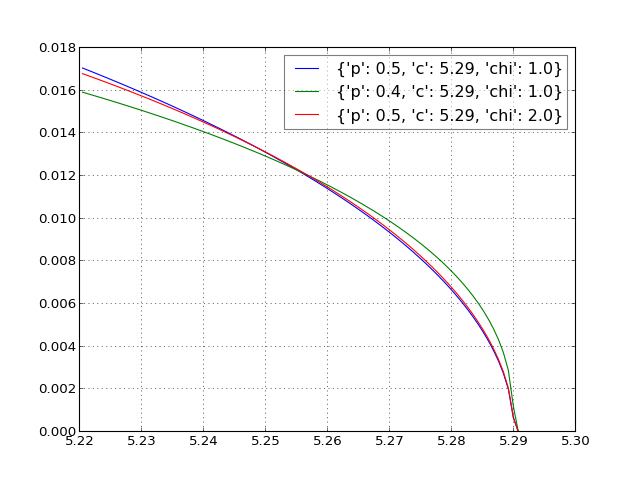 0.018
0.016
0.014
0.012
0.010
0.008
0.006
0.004
0.002
0.000
{'p': 0.5, 'c': 5.29, 'chi': 1.0}
{'p': 0.4, 'c': 5.29, 'chi': 1.0}
{'p': 0.5, 'c': 5.29, 'chi': 2.0}
5.22 5.23 5.24 5.25 5.26 5.27 5.28 5.29 5.30